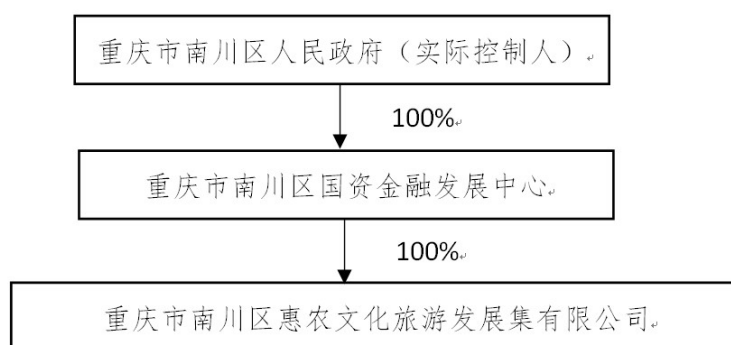 重庆市南川区人民政府（实际控制人）
100%
重庆市南川区国资金融发展中心
100%
重庆市南川区惠农文化旅游发展集有限公司